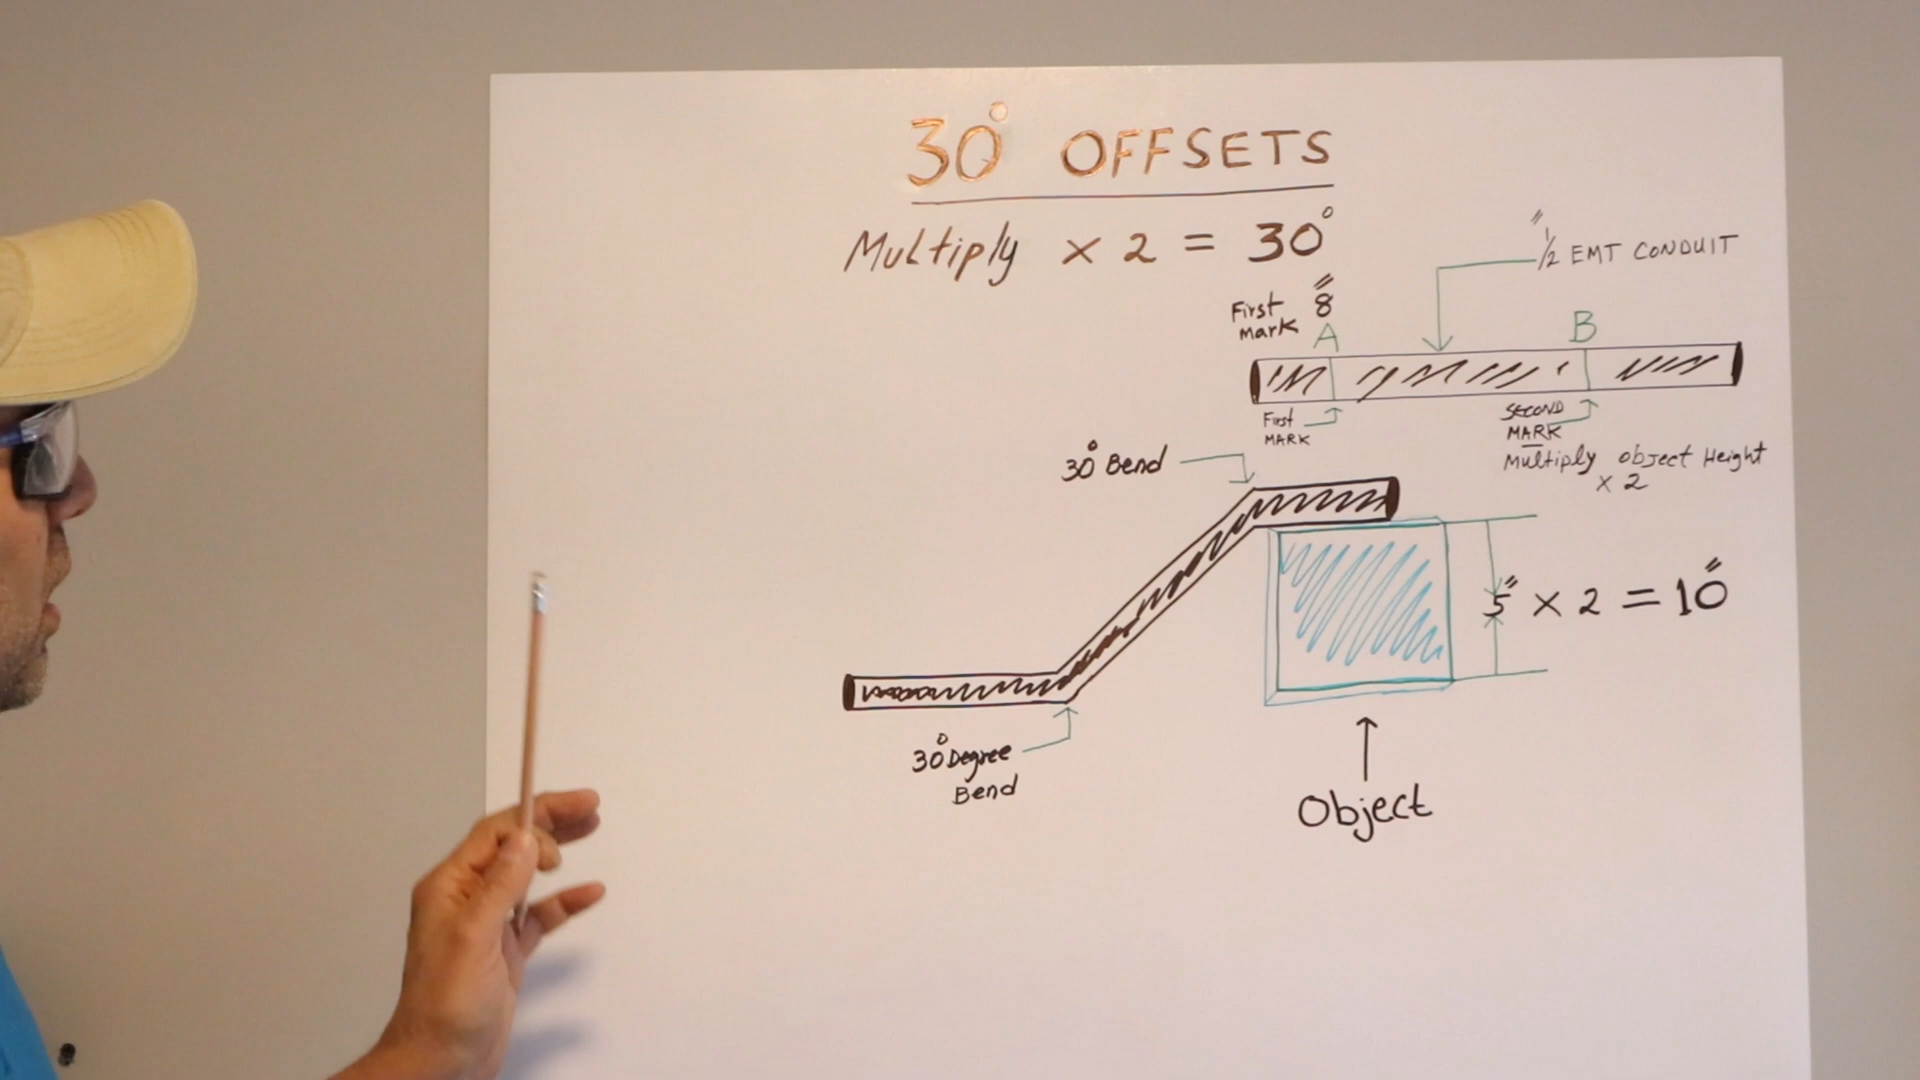 30° OFFSETS
Multiply x 2 = 30°
1/2" EMT CONDUIT
First 8"
mark A
B
First
MARK
SECOND
MARK
Multiply object Height
x 2
30° Bend
5" x 2 = 10"
30° Degree
Bend
Object